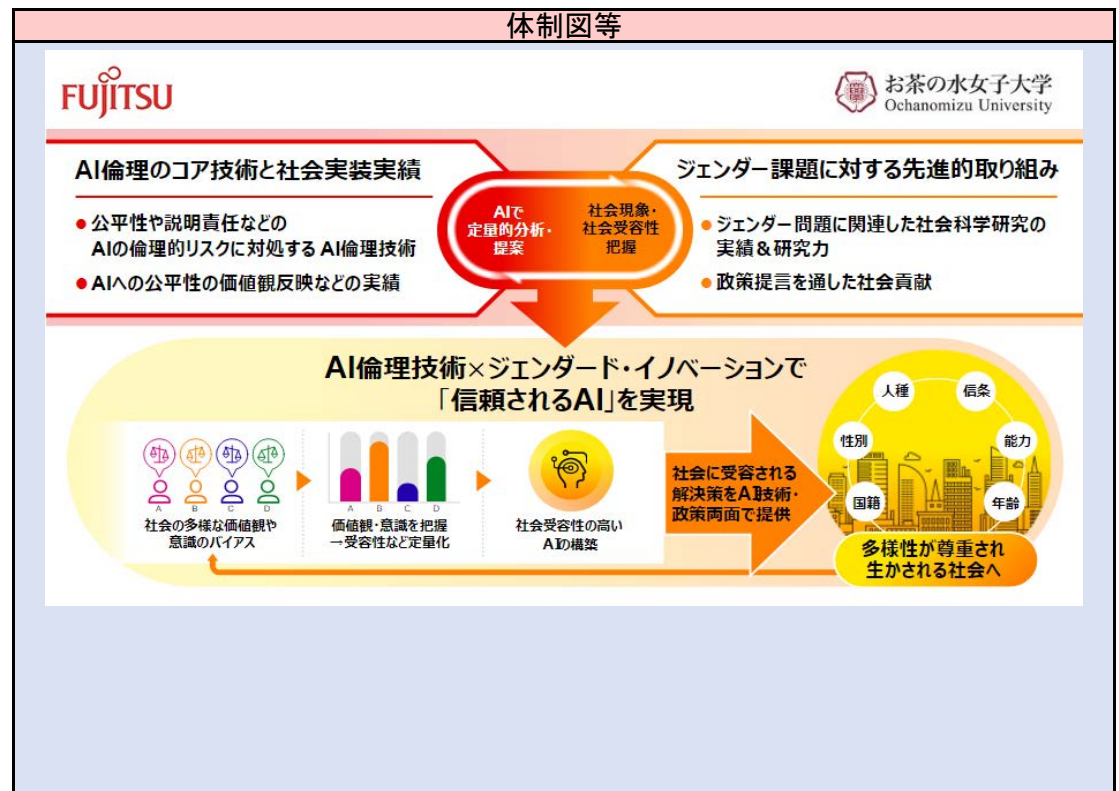 体制図等
FUJITSU
お茶の水女子大学
Ochanomizu University
AI倫理のコア技術と社会実装実績
●公平性や説明責任などの
AIの倫理的リスクに対処するAI倫理技術
●AIへの公平性の価値観反映などの実績
AIで
定量的分析・
提案
社会現象・
社会受容性
把握
ジェンダー課題に対する先進的取り組み
●ジェンダー問題に関連した社会科学研究の
実績＆研究力
●政策提言を通した社会貢献
AI倫理技術×ジェンダード・イノベーションで
「信頼されるAI」を実現
A B C D
社会の多様な価値観や
意識のバイアス
A B C D
価値観・意識を把握
→受容性など定量化
社会受容性の高い
AIの構築
社会に受容される
解決策をAI技術・
政策両面で提供
人種
信条
性別
能力
国籍
年齢
多様性が尊重され
生かされる社会へ